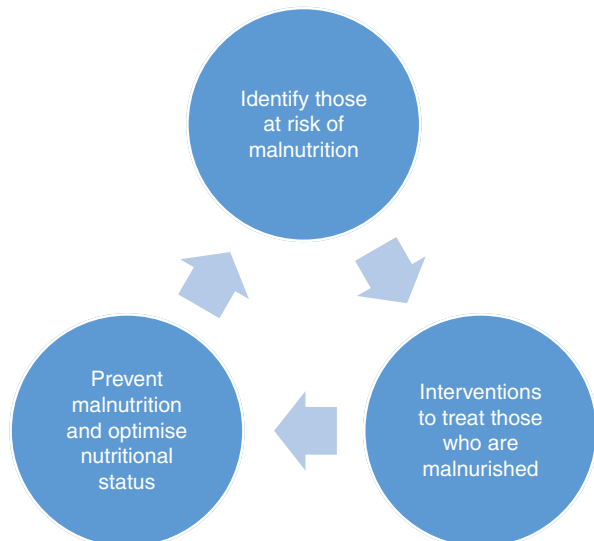 Identify those
at risk of
malnutrition
Interventions
to treat those
who are
malnurished
Prevent
malnutrition
and optimise
nutritional
status